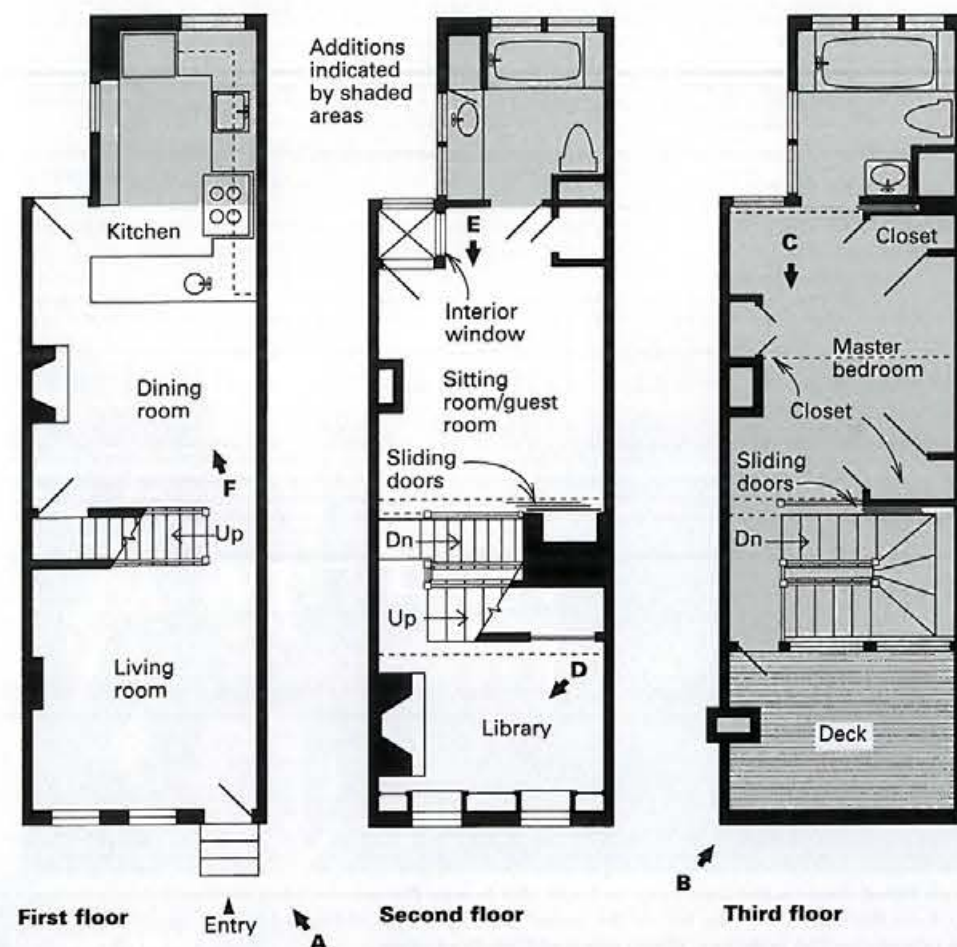 Additions
indicated
by shaded
areas
Kitchen
Dining
room
F
Up
Living
room
First floor
Entry
A
E
Interior
window
Sitting
room/guest
room
Sliding
doors
Dn
Up
D
Library
Second floor
C
Closet
Master
bedroom
Closet
Sliding
doors
Dn
Deck
B
Third floor